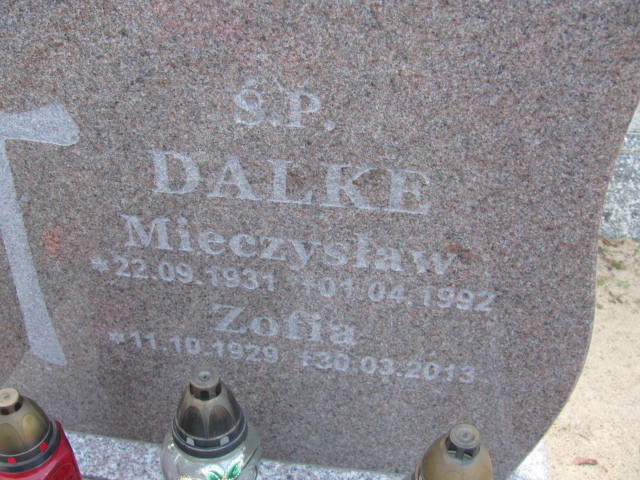 Ś.P.
DALKE
Mieczysław
*22.09.1931 †01.04.1992
Zofia
*11.10.1929 †30.03.2013